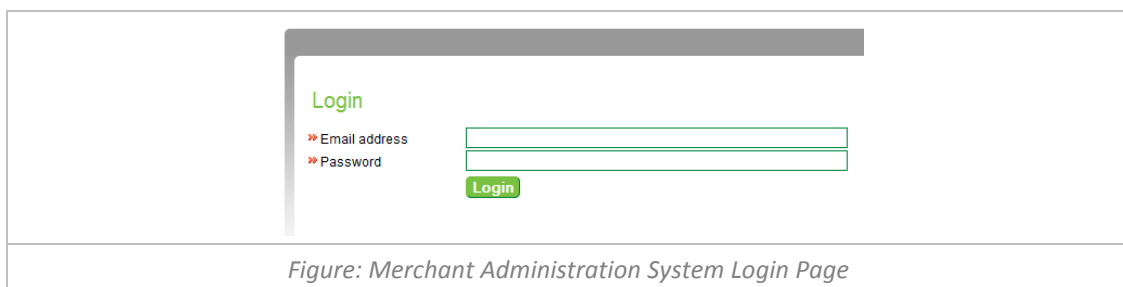 Login
» Email address
» Password
Login
Figure: Merchant Administration System Login Page